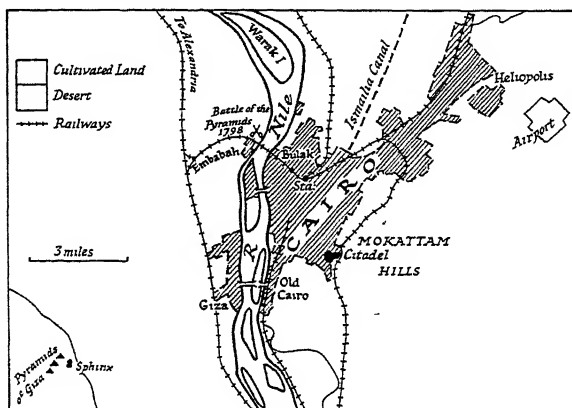 To Alexandria
Warak I
Cultivated Land
Desert
Railways
Battle of the
Pyramids
1798
Embabah
Nile
Bulak
Ismailia Canal
Heliopolis
Airport
Sta.
CAIRO
R
3 miles
MOKATTAM
Citadel
HILLS
Old
Cairo
Giza
Pyramids
of Giza
Sphinx